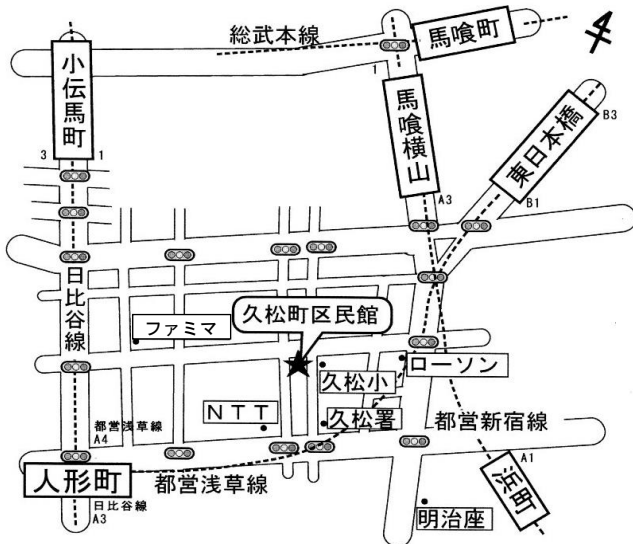 総武本線
馬喰町
小伝馬町
1
馬喰横山
東日本橋
B3
3
1
A3
B1
日比谷線
久松町区民館
ファミマ
ローソン
久松小
NTT
久松署
都営浅草線
A4
都営新宿線
人形町
都営浅草線
A1
浜町
日比谷線
A3
明治座